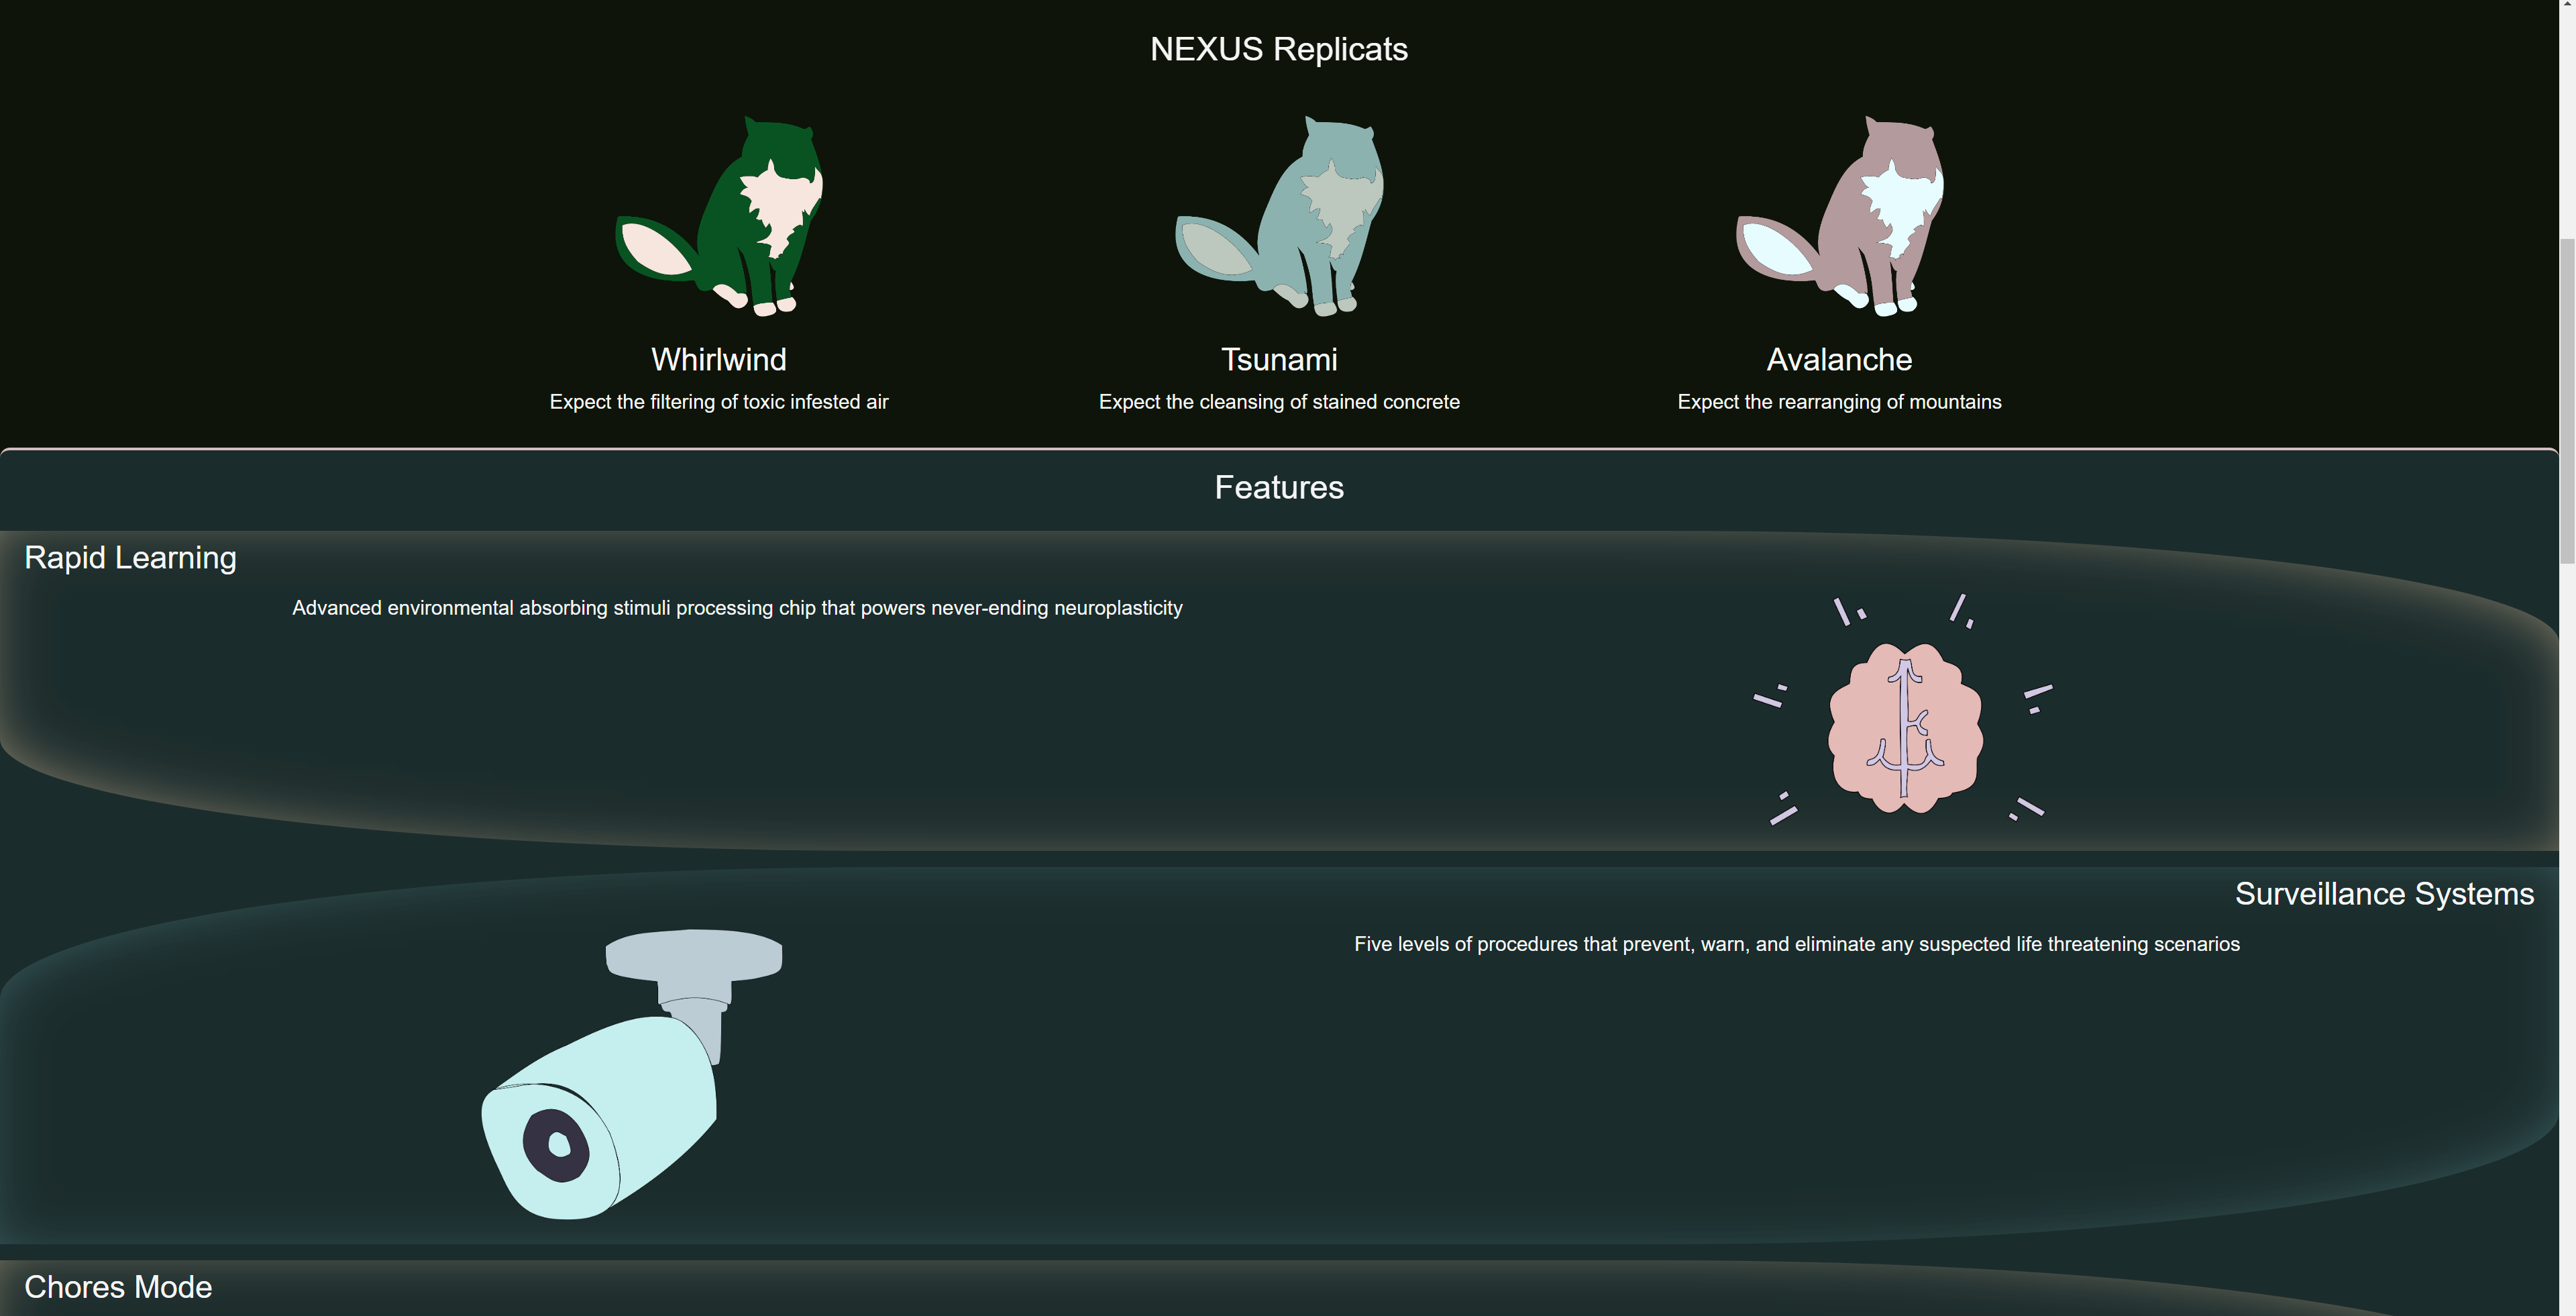 NEXUS Replicats
Whirlwind
Expect the filtering of toxic infested air
Tsunami
Expect the cleansing of stained concrete
Avalanche
Expect the rearranging of mountains
Features
Rapid Learning
Advanced environmental absorbing stimuli processing chip that powers never-ending neuroplasticity
Surveillance Systems
Five levels of procedures that prevent, warn, and eliminate any suspected life threatening scenarios
Chores Mode